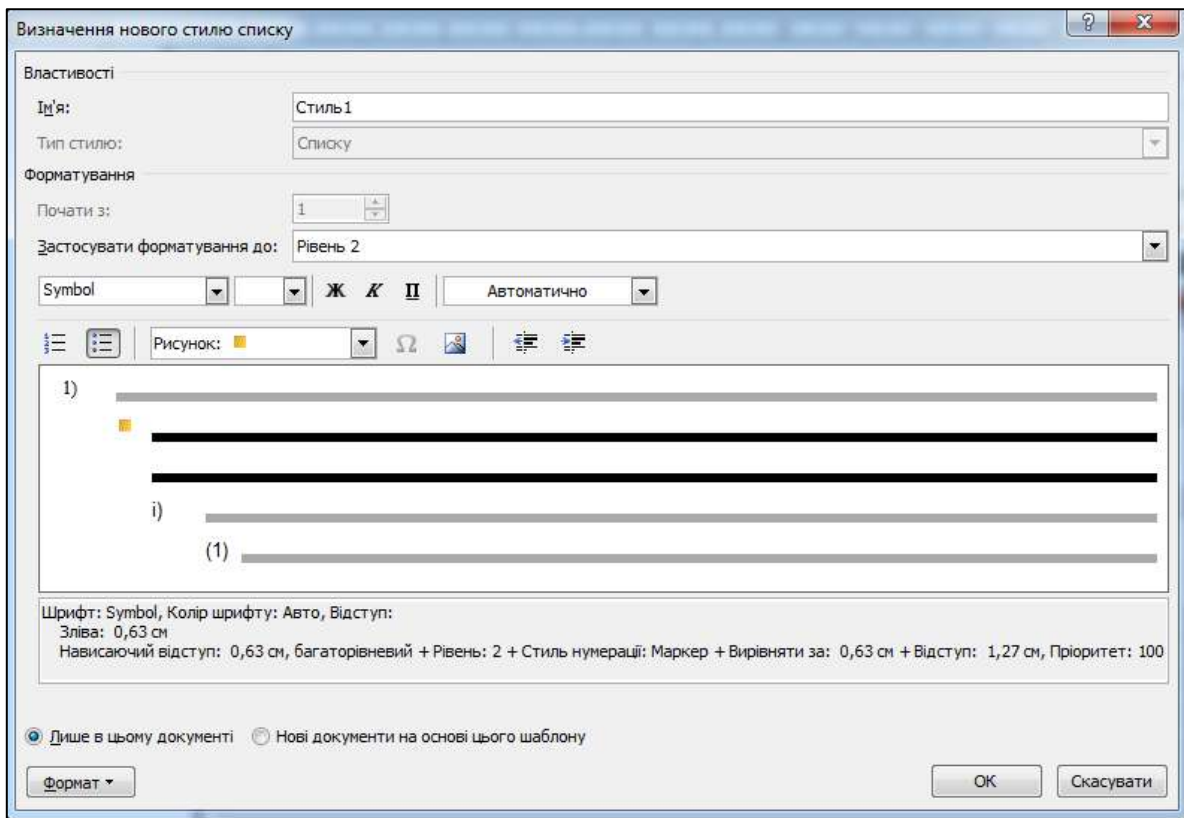 Визначення нового стилю списку
Властивості
Ім'я: Стиль1
Тип стилю: Списку
Форматування
Почати з: 1
Застосувати форматування до: Рівень 2
Symbol Ж К П Автоматично
Рисунок: Ω
1)
i)
(1)
Шрифт: Symbol, Колір шрифту: Авто, Відступ:
Зліва: 0,63 см
Нависаючий відступ: 0,63 см, багаторівневий + Рівень: 2 + Стиль нумерації: Маркер + Вирівняти за: 0,63 см + Відступ: 1,27 см, Пріоритет: 100
Лише в цьому документі Нові документи на основі цього шаблону
Формат OK Скасувати